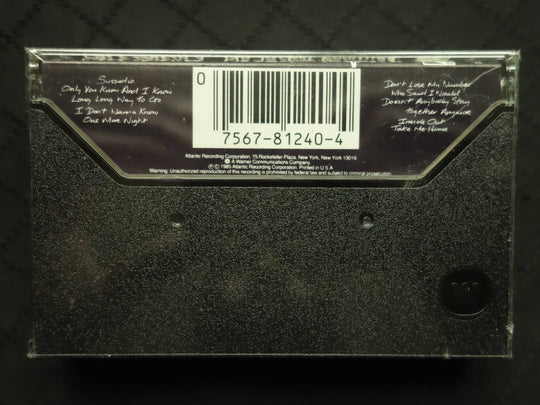 Sussudio
Only You Know And I Know
Long Long Way To Go
I Don't Wanna Know
One More Night
0
7567-81240-4
Don't Lose My Number
Who Said I Would
Doesn't Anybody Stay
Together Anymore
Inside Out
Take Me Home
Atlantic Recording Corporation, 75 Rockefeller Plaza, New York, New York 10019.
A Warner Communications Company
℗ © 1985 Atlantic Recording Corporation. Printed in U.S.A.
Warning: Unauthorized reproduction of this recording is prohibited by federal law and subject to criminal prosecution.